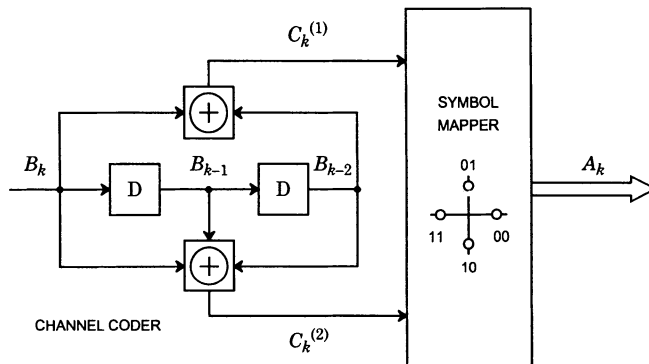 C_k^(1)
SYMBOL
MAPPER
B_k
D
B_{k-1}
D
B_{k-2}
01
A_k
11
00
10
CHANNEL CODER
C_k^(2)